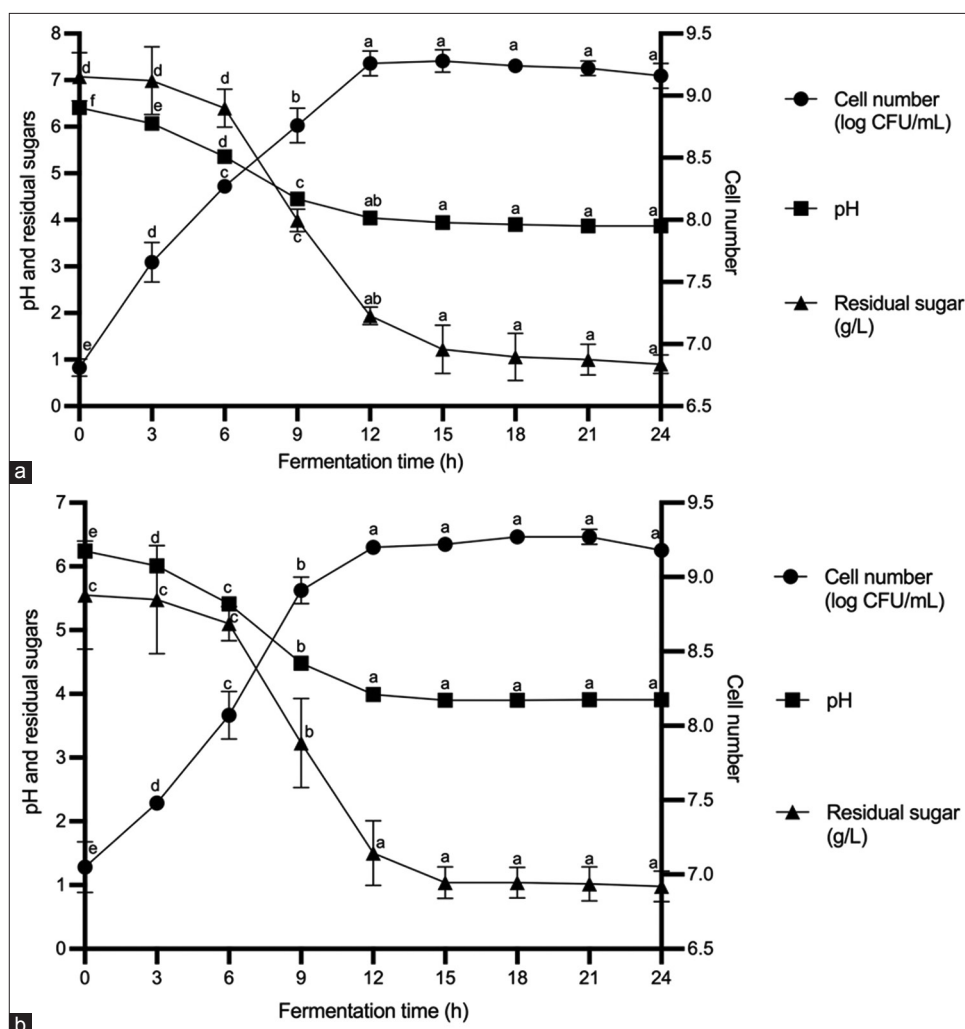 8
7
6
5
4
3
2
1
0
pH and residual sugars
d
d
d
f
e
d
c
c
e
d
c
b
ab
a
a
a
a
a
a
a
a
a
ab
a
a
a
a
9.5
9.0
8.5
8.0
7.5
7.0
6.5
Cell number
0 3 6 9 12 15 18 21 24
Fermentation time (h)
Cell number
(log CFU/mL)
pH
Residual sugar
(g/L)
a
7
6
5
4
3
2
1
0
pH and residual sugars
e
d
c
c
c
c
b
b
a
a
a
a
a
e
d
c
b
a
a
a
a
a
a
a
a
a
a
9.5
9.0
8.5
8.0
7.5
7.0
6.5
Cell number
0 3 6 9 12 15 18 21 24
Fermentation time (h)
Cell number
(log CFU/mL)
pH
Residual sugar
(g/L)
b